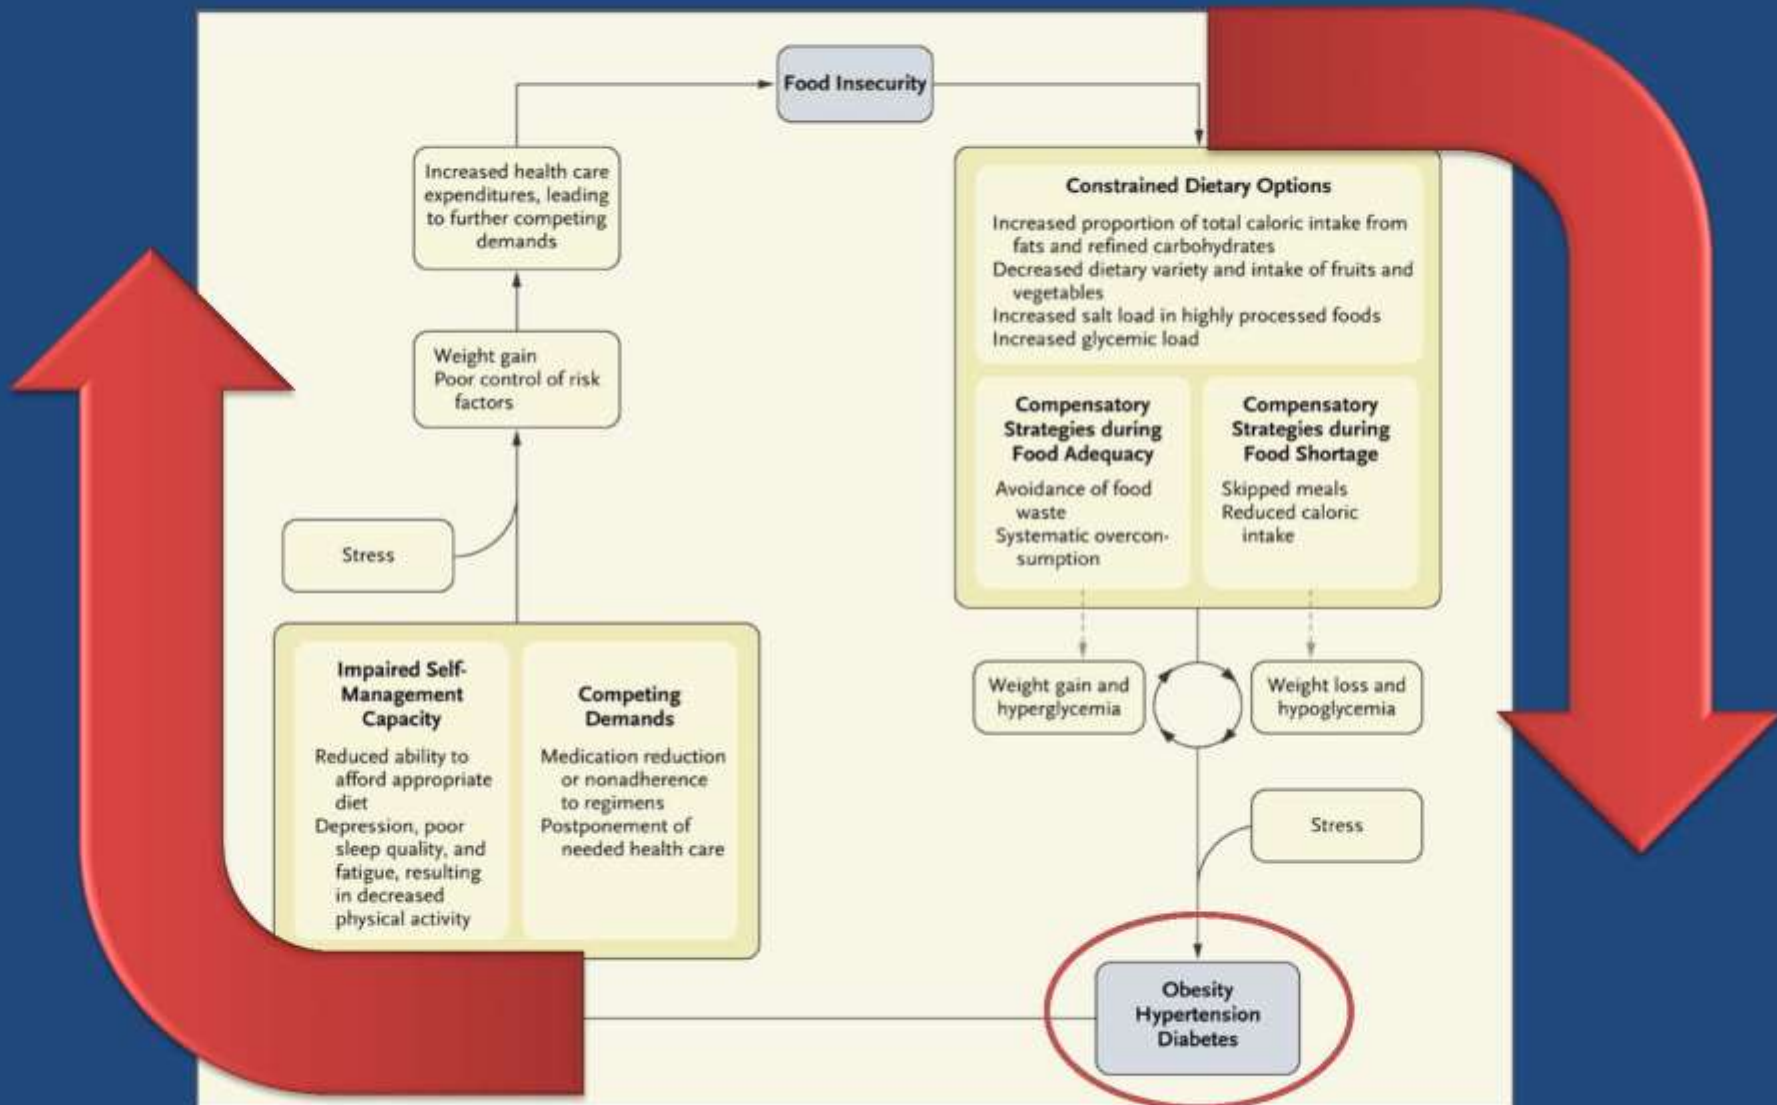 Food Insecurity
Increased health care
expenditures, leading
to further competing
demands
Weight gain
Poor control of risk
factors
Stress
Impaired Self-
Management
Capacity
Reduced ability to
afford appropriate
diet
Depression, poor
sleep quality, and
fatigue, resulting
in decreased
physical activity
Competing
Demands
Medication reduction
or nonadherence
to regimens
Postponement of
needed health care
Constrained Dietary Options
Increased proportion of total caloric intake from
fats and refined carbohydrates
Decreased dietary variety and intake of fruits and
vegetables
Increased salt load in highly processed foods
Increased glycemic load
Compensatory
Strategies during
Food Adequacy
Avoidance of food
waste
Systematic overcon-
sumption
Compensatory
Strategies during
Food Shortage
Skipped meals
Reduced caloric
intake
Weight gain and
hyperglycemia
Weight loss and
hypoglycemia
Stress
Obesity
Hypertension
Diabetes